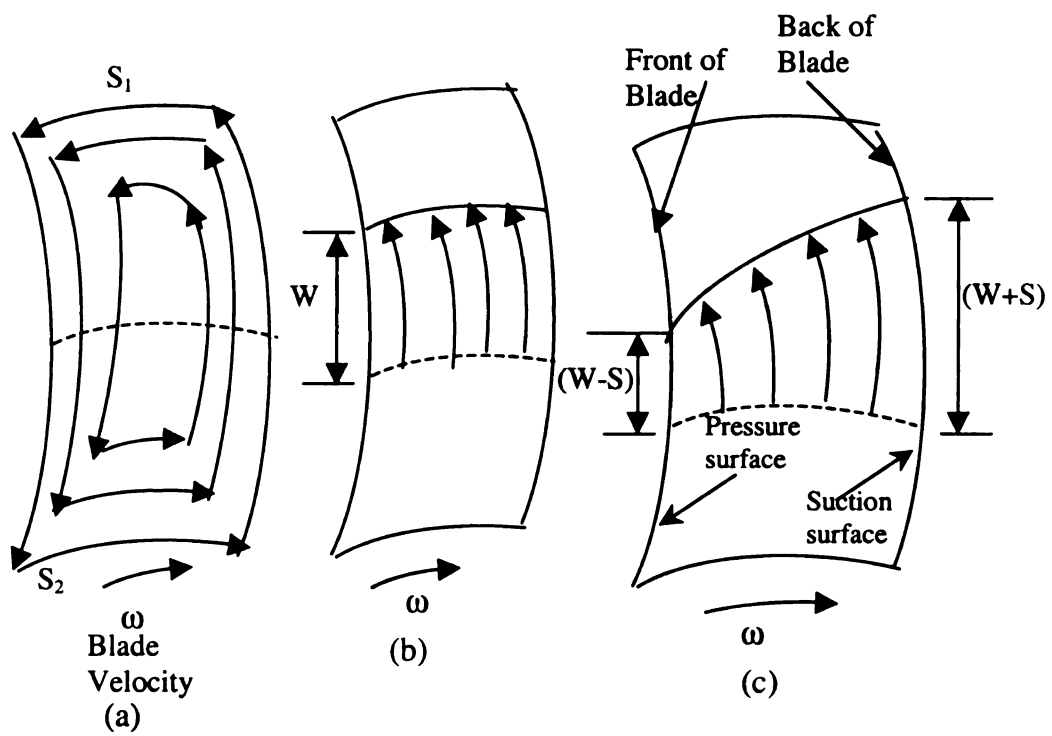 S1
S2
ω
Blade
Velocity
(a)
W
ω
(b)
Front of
Blade
Back of
Blade
(W-S)
(W+S)
Pressure
surface
Suction
surface
ω
(c)